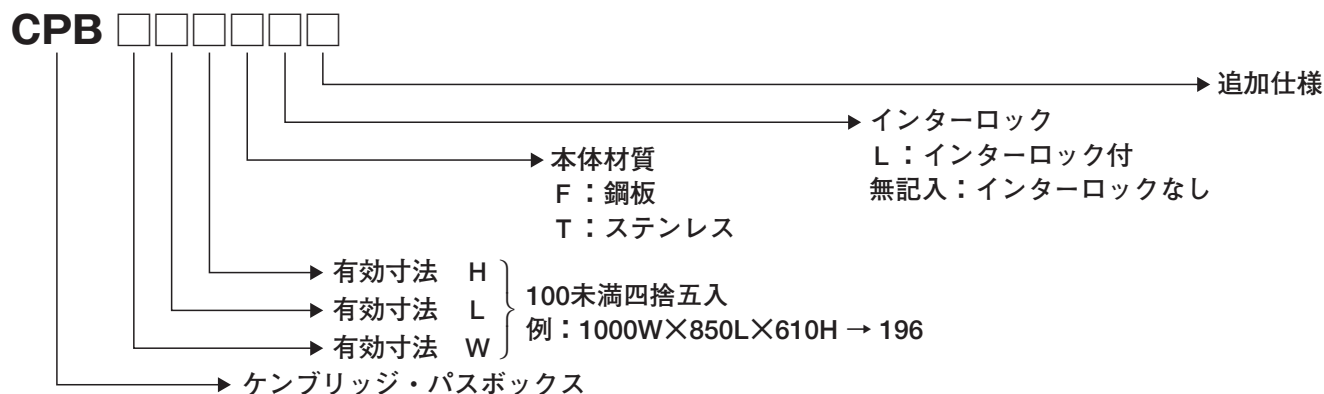 CPB □□□□□□
追加仕様
インターロック
L：インターロック付
無記入：インターロックなし
本体材質
F：鋼板
T：ステンレス
有効寸法 H
有効寸法 L
有効寸法 W
100未満四捨五入
例：1000W×850L×610H → 196
ケンブリッジ・パスボックス